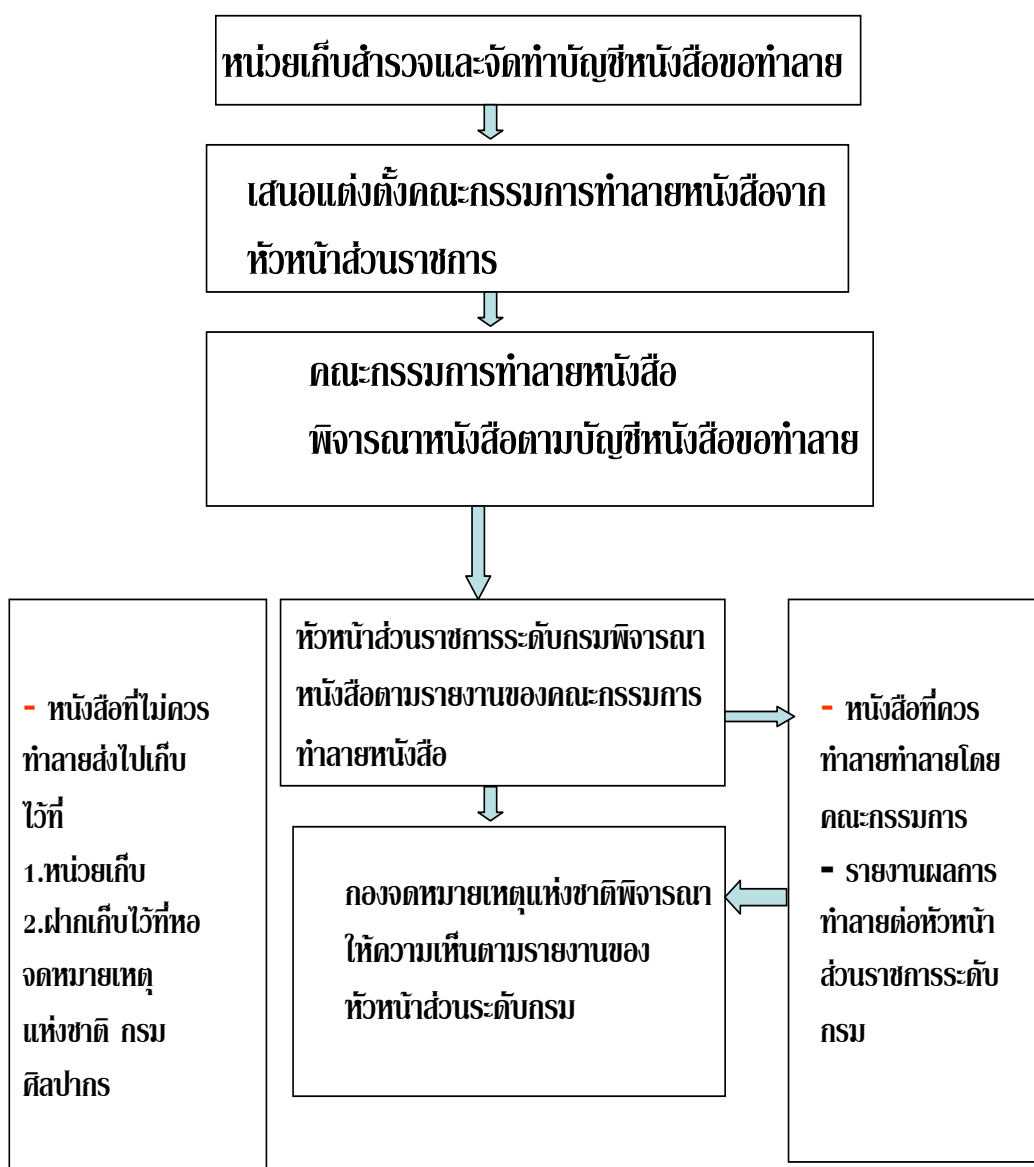 หน่วยเก็บสำรวจและจัดทำบัญชีหนังสือขอทำลาย
เสนอแต่งตั้งคณะกรรมการทำลายหนังสือจาก
หัวหน้าส่วนราชการ
คณะกรรมการทำลายหนังสือ
พิจารณาหนังสือตามบัญชีหนังสือขอทำลาย
หัวหน้าส่วนราชการระดับกรมพิจารณา
หนังสือตามรายงานของคณะกรรมการ
ทำลายหนังสือ
- หนังสือที่ไม่ควร
ทำลายส่งไปเก็บ
ไว้ที่
1.หน่วยเก็บ
2.ฝากเก็บไว้ที่หอ
จดหมายเหตุ
แห่งชาติ กรม
ศิลปากร
กองจดหมายเหตุแห่งชาติพิจารณา
ให้ความเห็นตามรายงานของ
หัวหน้าส่วนระดับกรม
- หนังสือที่ควร
ทำลายทำลายโดย
คณะกรรมการ
- รายงานผลการ
ทำลายต่อหัวหน้า
ส่วนราชการระดับ
กรม